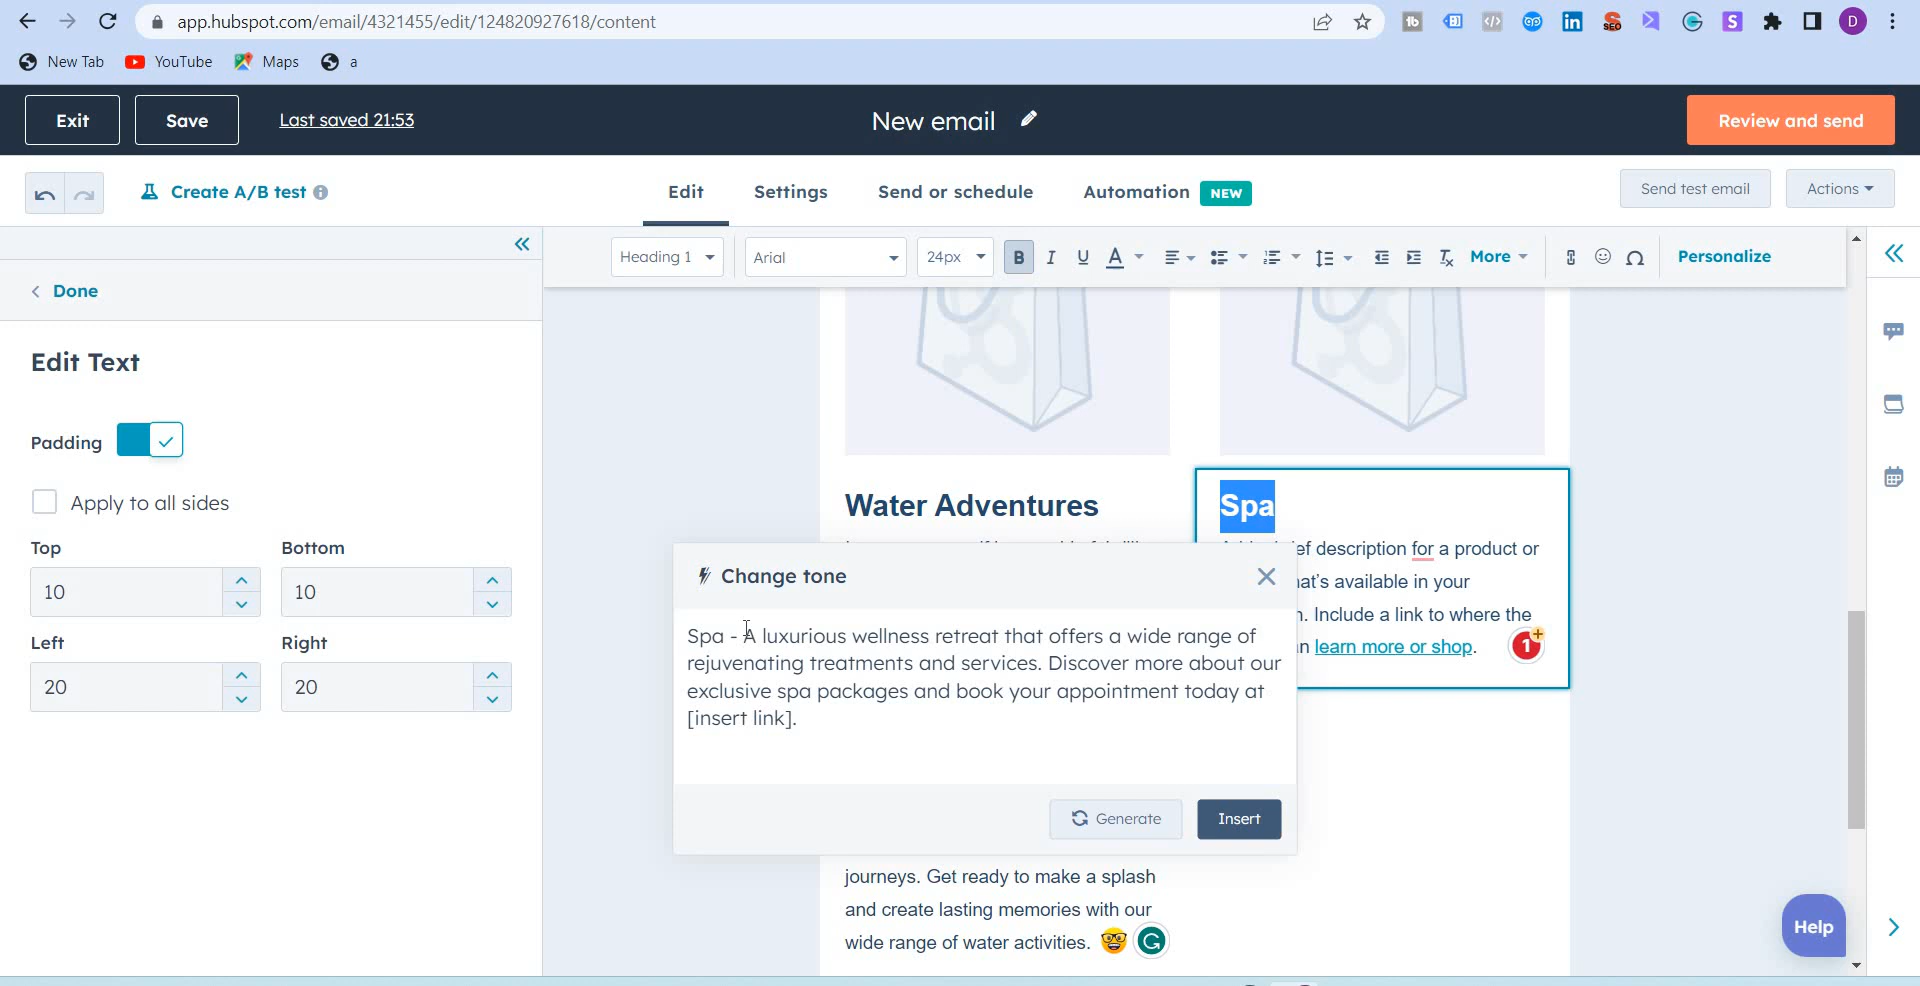 app.hubspot.com/email/4321455/edit/124820927618/content
New Tab YouTube Maps a
Exit Save Last saved 21:53 New email Review and send
Create A/B test Edit Settings Send or schedule Automation NEW Send test email Actions
Done
Heading 1 Arial 24px B I U A More Personalize
Edit Text
Padding
Apply to all sides
Top Bottom
10 10
Left Right
20 20
Water Adventures
Spa
ef description for a product or
at's available in your
. Include a link to where the
n learn more or shop.
1
Change tone
Spa - A luxurious wellness retreat that offers a wide range of
rejuvenating treatments and services. Discover more about our
exclusive spa packages and book your appointment today at
[insert link].
Generate Insert
journeys. Get ready to make a splash
and create lasting memories with our
wide range of water activities.
Help